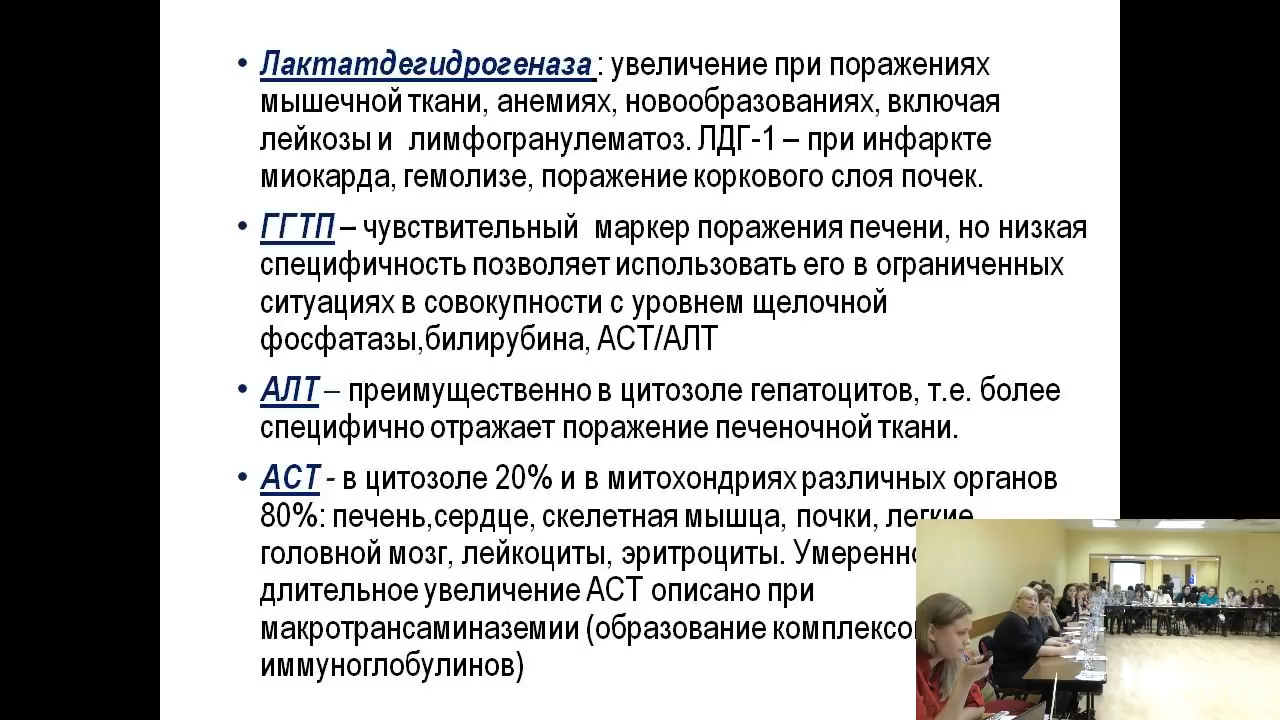 • Лактатдегидрогеназа : увеличение при поражениях
мышечной ткани, анемиях, новообразованиях, включая
лейкозы и лимфогранулематоз. ЛДГ-1 – при инфаркте
миокарда, гемолизе, поражение коркового слоя почек.
• ГГТП – чувствительный маркер поражения печени, но низкая
специфичность позволяет использовать его в ограниченных
ситуациях в совокупности с уровнем щелочной
фосфатазы,билирубина, АСТ/АЛТ
• АЛТ – преимущественно в цитозоле гепатоцитов, т.е. более
специфично отражает поражение печеночной ткани.
• АСТ - в цитозоле 20% и в митохондриях различных органов
80%: печень,сердце, скелетная мышца, почки, легкие,
головной мозг, лейкоциты, эритроциты.
длительное увеличение АСТ описано при
макротрансаминаземии (образование
иммуноглобулинов)